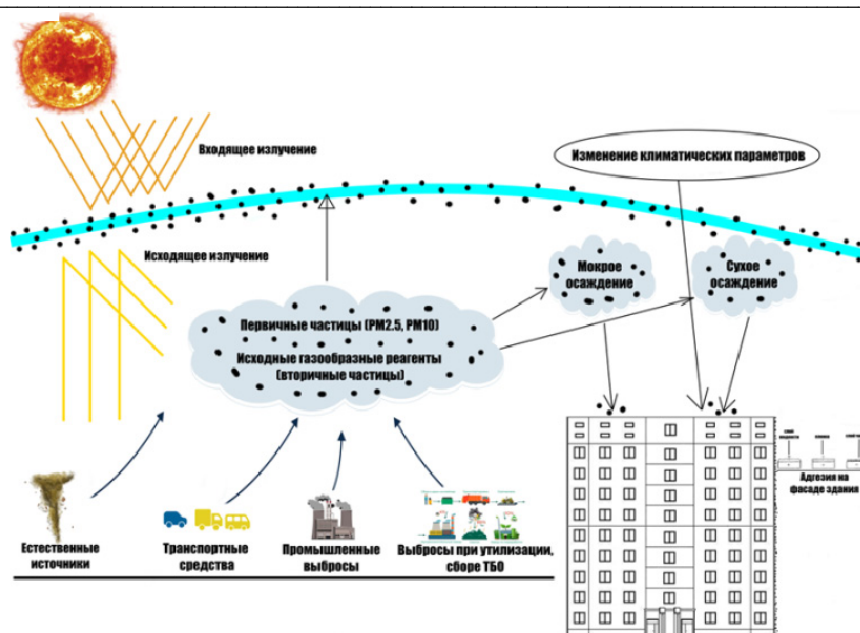 Входящее излучение
Изменение климатических параметров
Исходящее излучение
Мокрое
осаждение
Сухое
осаждение
Первичные частицы (PM2.5, PM10)
Исходные газообразные реагенты
(вторичные частицы)
Адгезия на
фасаде здания
Естественные
источники
Транспортные
средства
Промышленные
выбросы
Выбросы при утилизации,
сборе ТБО